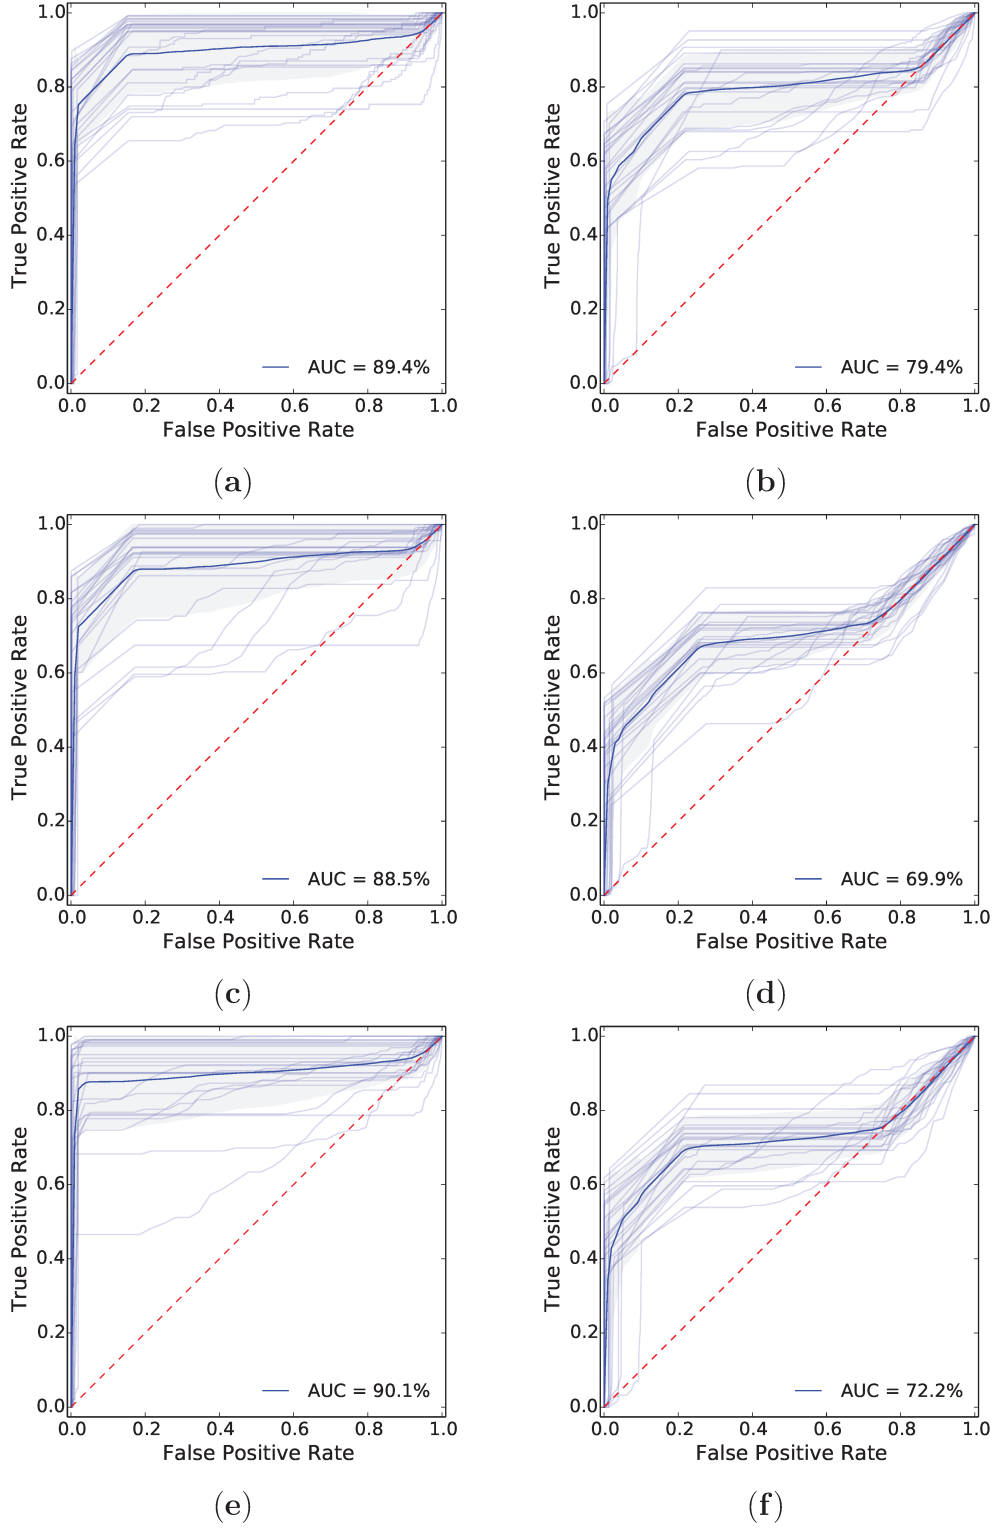 1.0
0.8
0.6
0.4
0.2
0.0
True Positive Rate
AUC = 89.4%
0.0 0.2 0.4 0.6 0.8 1.0
False Positive Rate
(a)
1.0
0.8
0.6
0.4
0.2
0.0
True Positive Rate
AUC = 79.4%
0.0 0.2 0.4 0.6 0.8 1.0
False Positive Rate
(b)
1.0
0.8
0.6
0.4
0.2
0.0
True Positive Rate
AUC = 88.5%
0.0 0.2 0.4 0.6 0.8 1.0
False Positive Rate
(c)
1.0
0.8
0.6
0.4
0.2
0.0
True Positive Rate
AUC = 69.9%
0.0 0.2 0.4 0.6 0.8 1.0
False Positive Rate
(d)
1.0
0.8
0.6
0.4
0.2
0.0
True Positive Rate
AUC = 90.1%
0.0 0.2 0.4 0.6 0.8 1.0
False Positive Rate
(e)
1.0
0.8
0.6
0.4
0.2
0.0
True Positive Rate
AUC = 72.2%
0.0 0.2 0.4 0.6 0.8 1.0
False Positive Rate
(f)